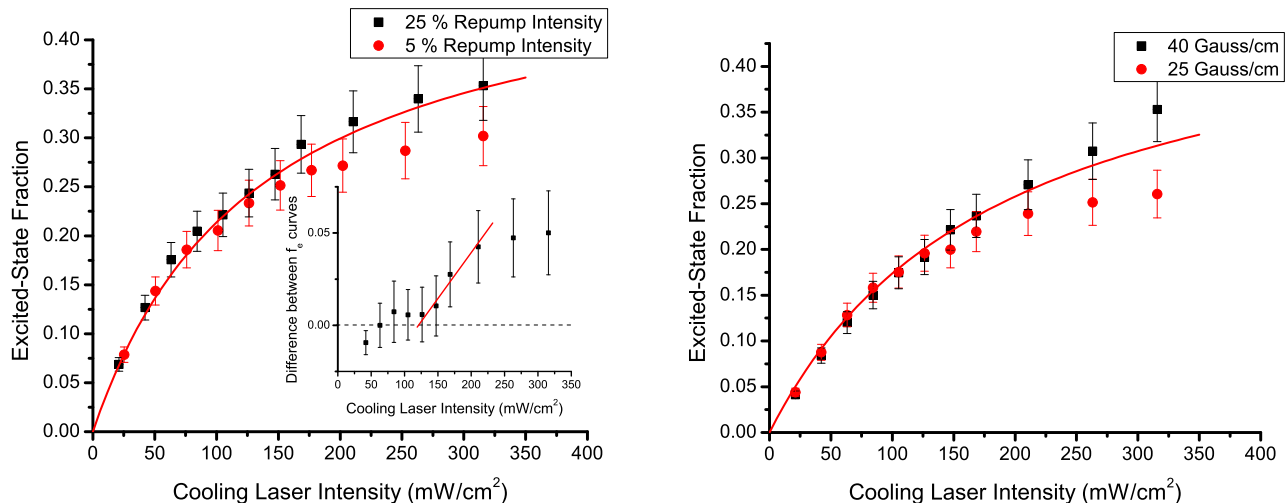 25 % Repump Intensity
5 % Repump Intensity
0.40
0.35
0.30
0.25
0.20
0.15
0.10
0.05
0.00
Excited-State Fraction
0 50 100 150 200 250 300 350 400
Cooling Laser Intensity (mW/cm²)
0.05
0.00
Difference between fₑ curves
0 50 100 150 200 250 300 350
Cooling Laser Intensity (mW/cm²)
40 Gauss/cm
25 Gauss/cm
0.40
0.35
0.30
0.25
0.20
0.15
0.10
0.05
0.00
Excited-State Fraction
0 50 100 150 200 250 300 350 400
Cooling Laser Intensity (mW/cm²)